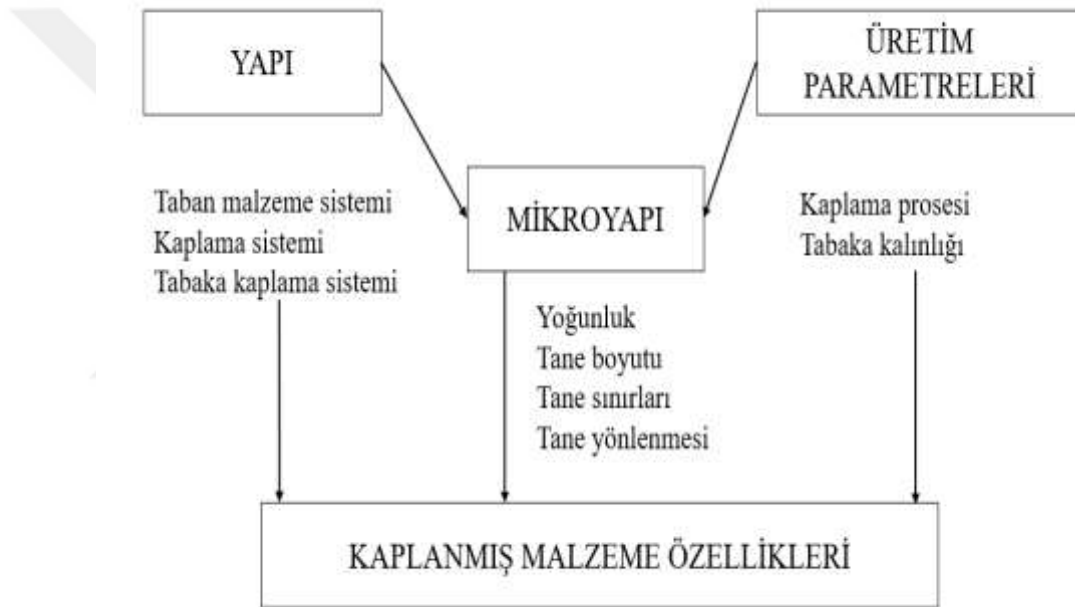 YAPI
ÜRETİM
PARAMETRELERİ
MİKROYAPI
Taban malzeme sistemi
Kaplama sistemi
Tabaka kaplama sistemi
Kaplama prosesi
Tabaka kalınlığı
Yoğunluk
Tane boyutu
Tane sınırları
Tane yönlenmesi
KAPLANMIŞ MALZEME ÖZELLİKLERİ